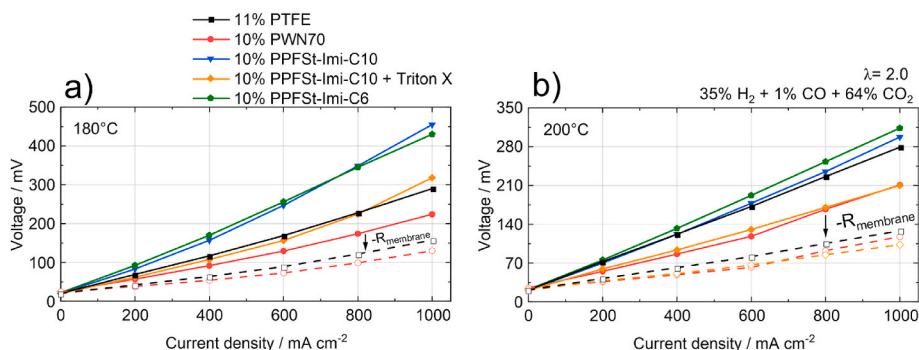 11% PTFE
10% PWN70
10% PPFSt-Imi-C10
10% PPFSt-Imi-C10 + Triton X
10% PPFSt-Imi-C6
a)
180°C
500
400
300
200
100
0
Voltage / mV
-Rmembrane
0 200 400 600 800 1000
Current density / mA cm⁻²
b)
λ= 2.0
35% H₂ + 1% CO + 64% CO₂
200°C
350
280
210
140
70
0
Voltage / mV
-Rmembrane
0 200 400 600 800 1000
Current density / mA cm⁻²